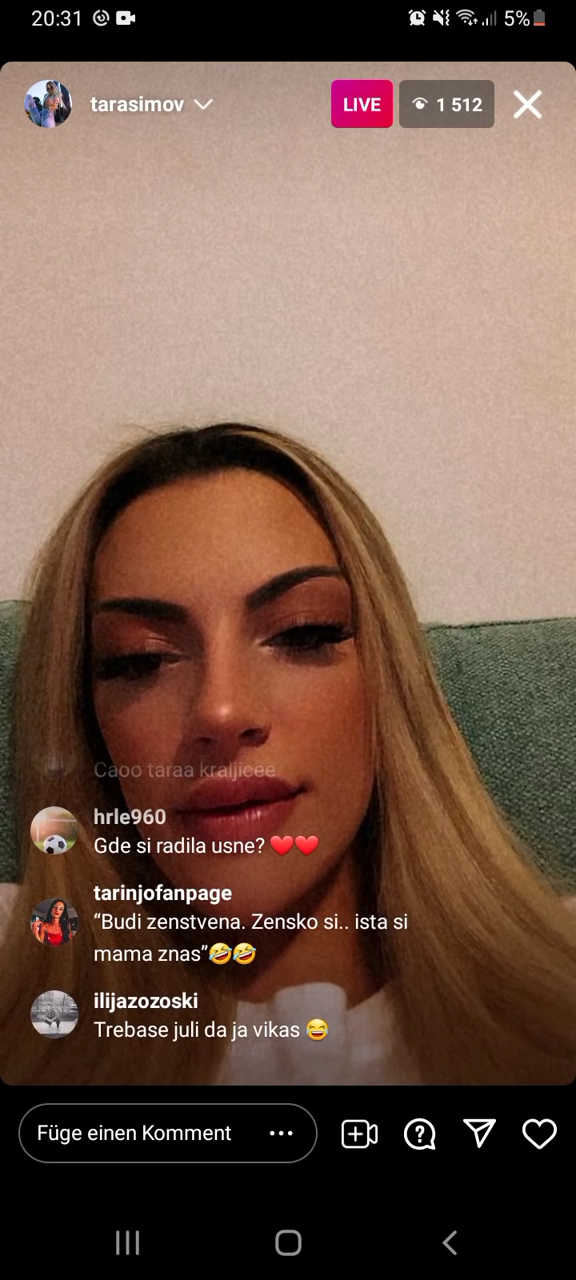 20:31
5%
tarasimov
LIVE
1 512
Caoo taraa kraljicee
hrle960
Gde si radila usne? ❤️❤️
tarinjofanpage
“Budi zenstvena. Zensko si.. ista si
mama znas”🤣🤣
ilijazozoski
Trebase juli da ja vikas 😂
Füge einen Komment